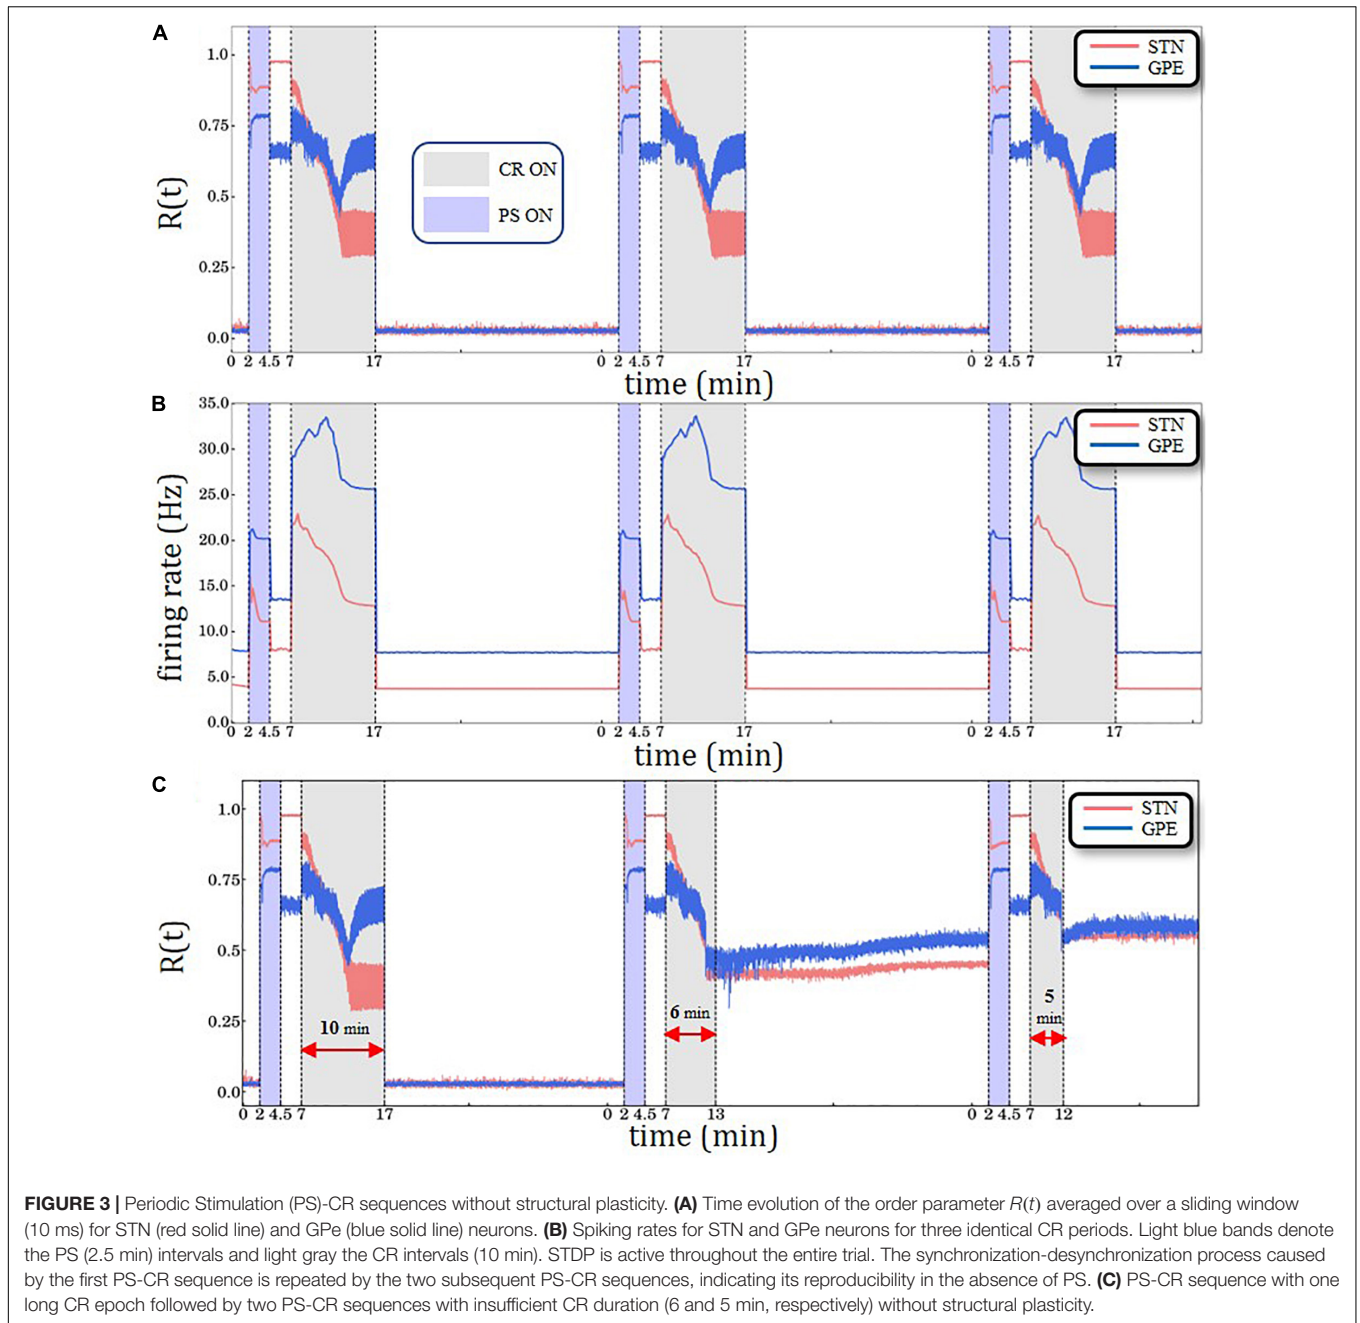 A
STN
GPE
1.0
0.75
0.5
0.25
0.0
R(t)
CR ON
PS ON
0 2 4.5 7 17 0 2 4.5 7 17 0 2 4.5 7 17
time (min)
B
STN
GPE
35.0
30.0
25.0
20.0
15.0
10.0
5.0
0.0
firing rate (Hz)
0 2 4.5 7 17 0 2 4.5 7 17 0 2 4.5 7 17
time (min)
C
STN
GPE
1.0
0.75
0.5
0.25
0.0
R(t)
10 min
6 min
5
min
0 2 4.5 7 17 0 2 4.5 7 13 0 2 4.5 7 12
time (min)
FIGURE 3 | Periodic Stimulation (PS)-CR sequences without structural plasticity. (A) Time evolution of the order parameter R(t) averaged over a sliding window
(10 ms) for STN (red solid line) and GPe (blue solid line) neurons. (B) Spiking rates for STN and GPe neurons for three identical CR periods. Light blue bands denote
the PS (2.5 min) intervals and light gray the CR intervals (10 min). STDP is active throughout the entire trial. The synchronization-desynchronization process caused
by the first PS-CR sequence is repeated by the two subsequent PS-CR sequences, indicating its reproducibility in the absence of PS. (C) PS-CR sequence with one
long CR epoch followed by two PS-CR sequences with insufficient CR duration (6 and 5 min, respectively) without structural plasticity.